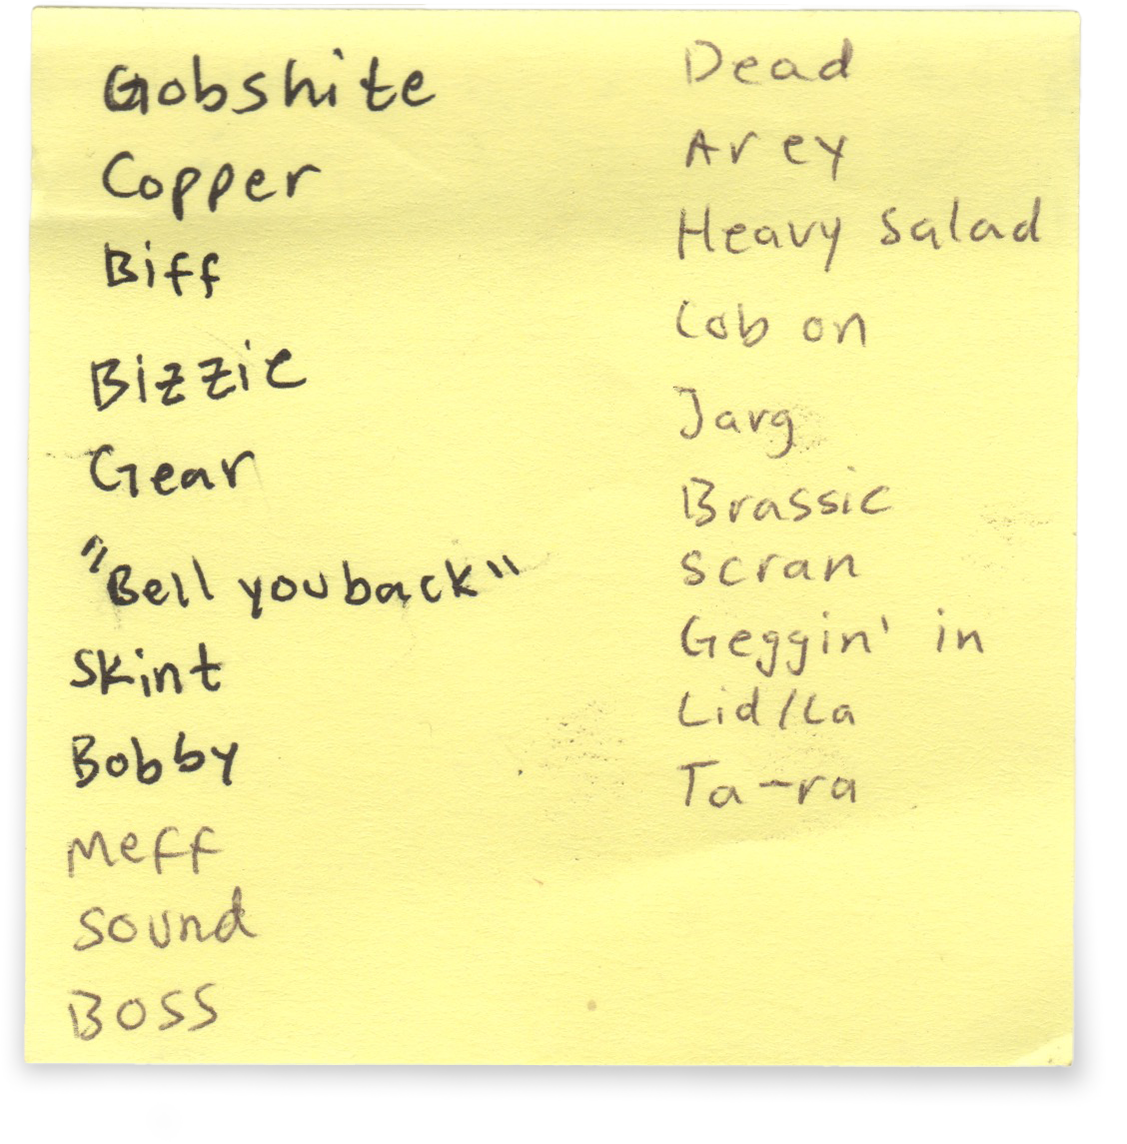 Gobshite
Copper
Biff
Bizzie
Gear
"Bell you back"
Skint
Bobby
Meff
Sound
Boss
Dead
Arey
Heavy Salad
Cob on
Jarg
Brassic
Scran
Geggin' in
Lid/La
Ta-ra